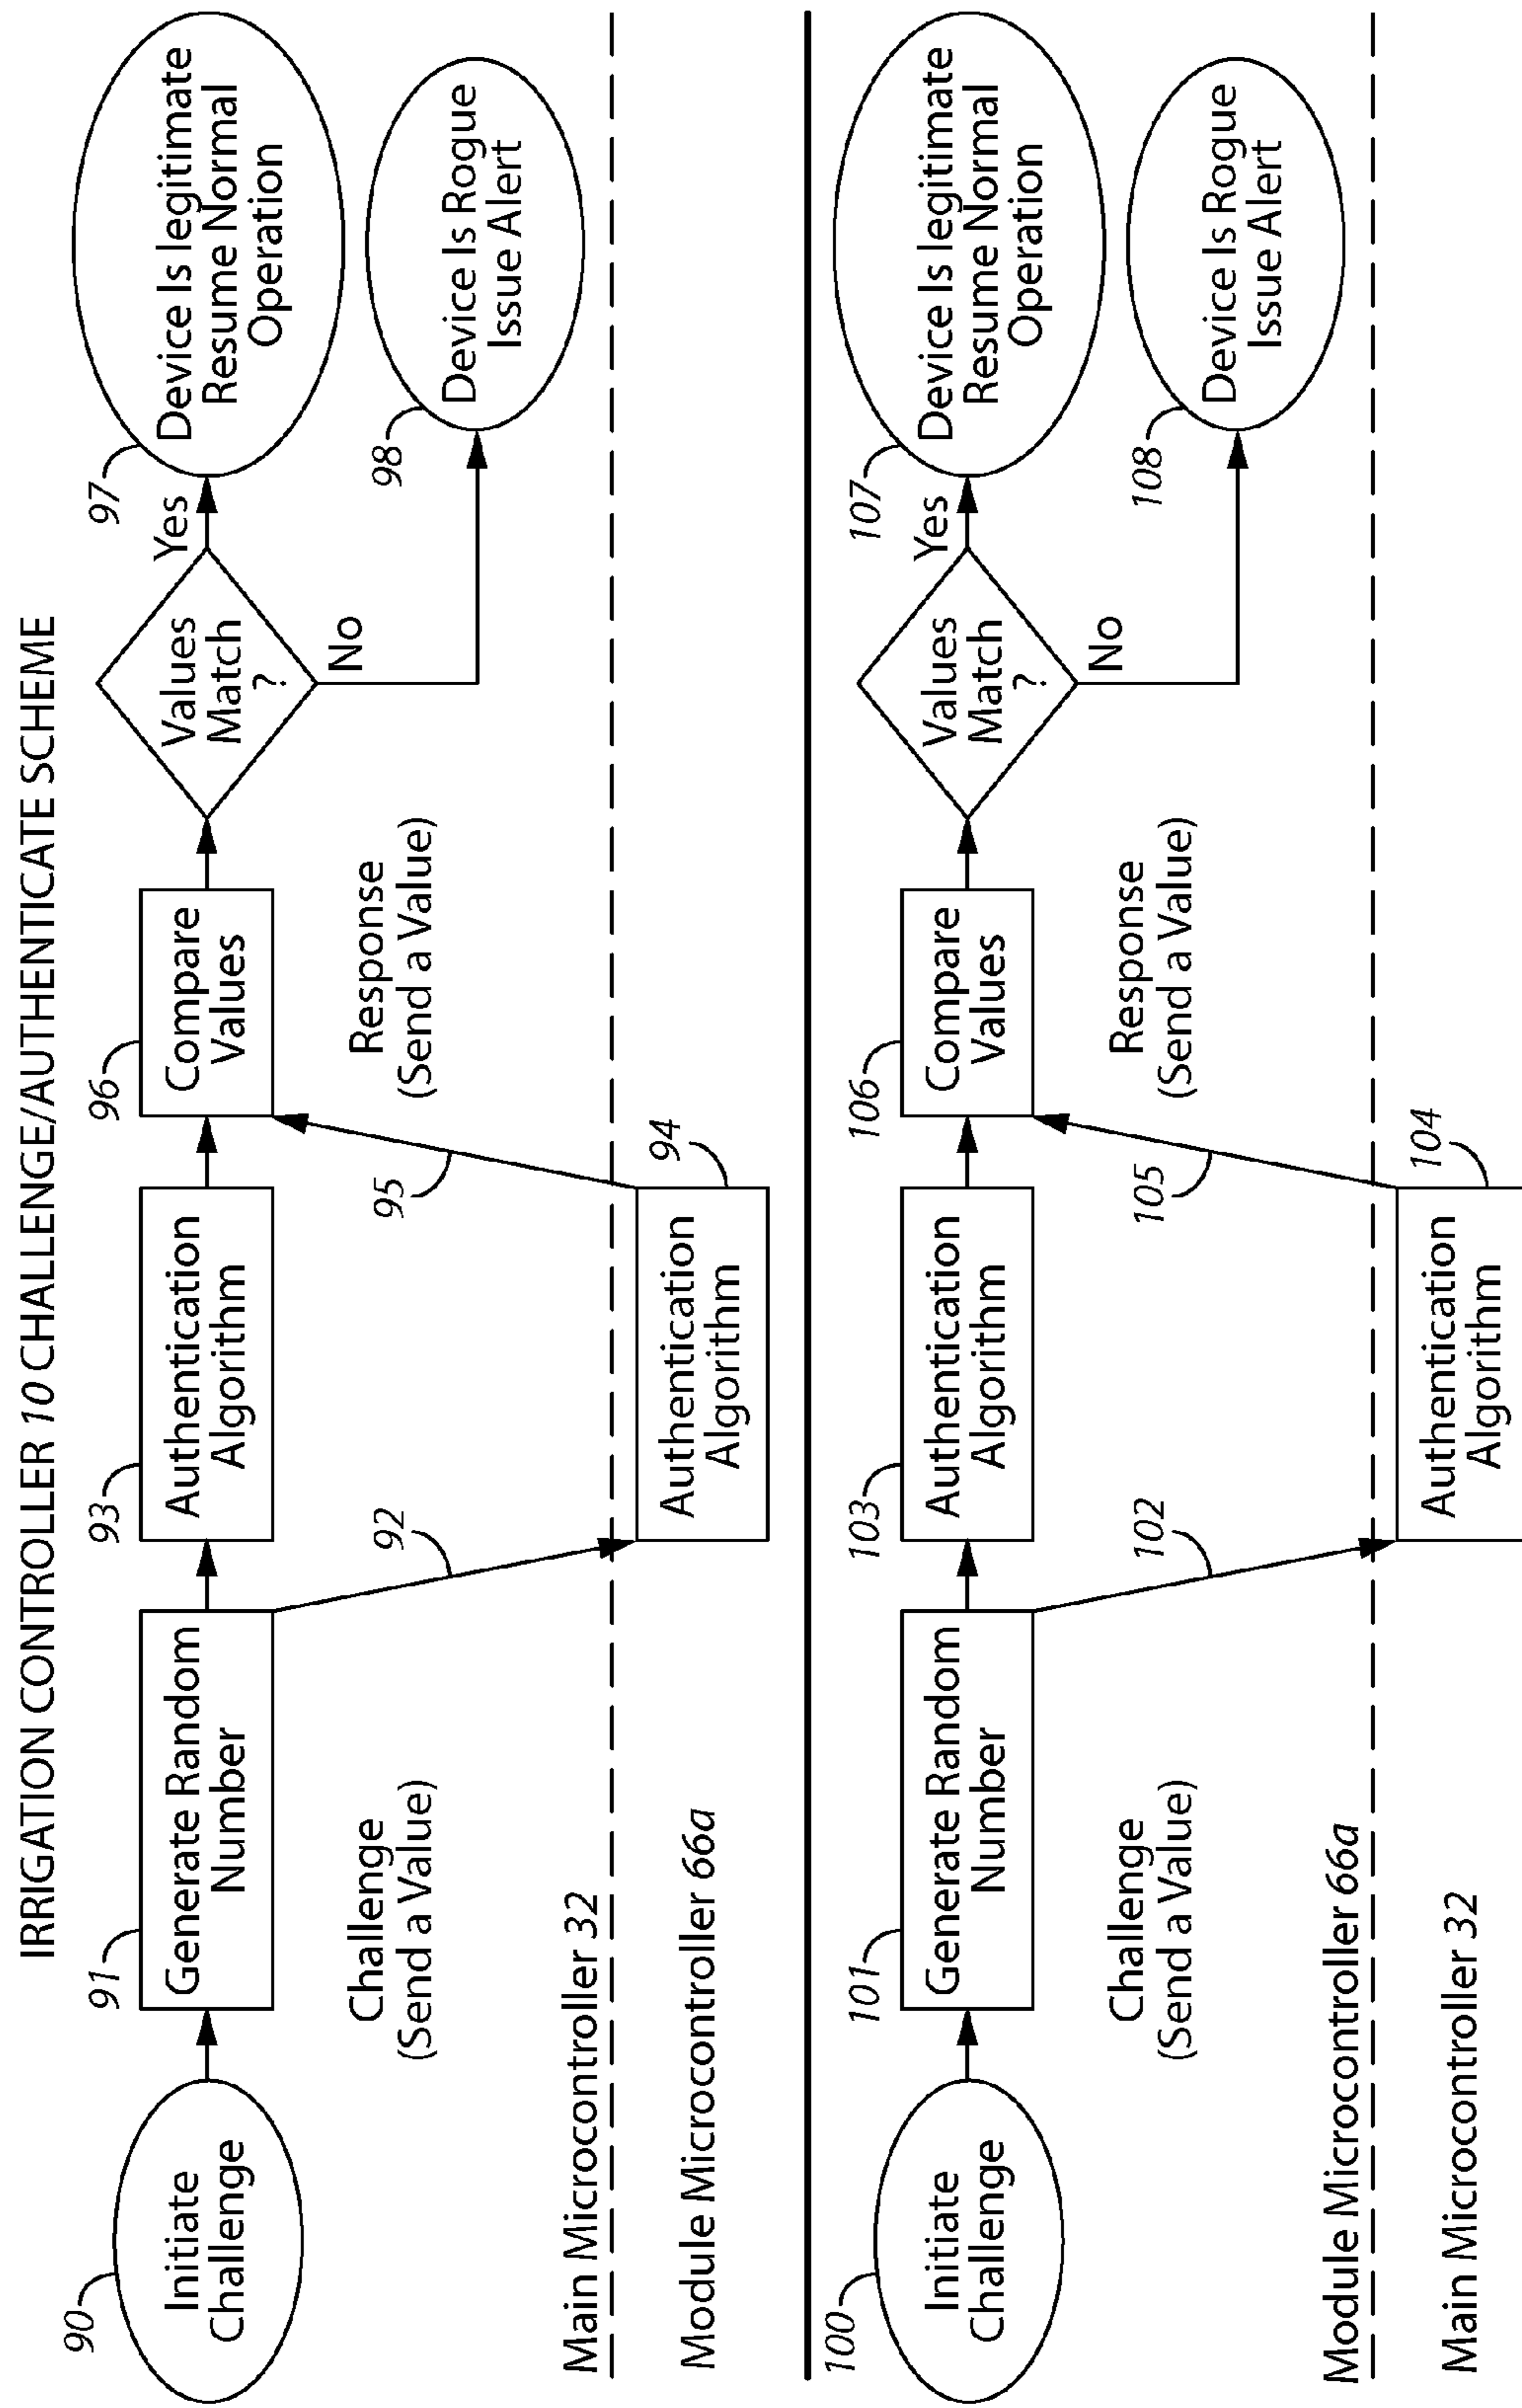 IRRIGATION CONTROLLER 10 CHALLENGE/AUTHENTICATE SCHEME
90
Initiate
Challenge
91
Generate Random
Number
93
Authentication
Algorithm
96
Compare
Values
Values
Match
?
Yes
97
Device Is legitimate
Resume Normal
Operation
No
98
Device Is Rogue
Issue Alert
Challenge
(Send a Value)
92
95
Response
(Send a Value)
Main Microcontroller 32
Module Microcontroller 66a
94
Authentication
Algorithm
100
Initiate
Challenge
101
Generate Random
Number
103
Authentication
Algorithm
106
Compare
Values
Values
Match
?
Yes
107
Device Is legitimate
Resume Normal
Operation
No
108
Device Is Rogue
Issue Alert
Challenge
(Send a Value)
102
105
Response
(Send a Value)
Module Microcontroller 66a
Main Microcontroller 32
104
Authentication
Algorithm